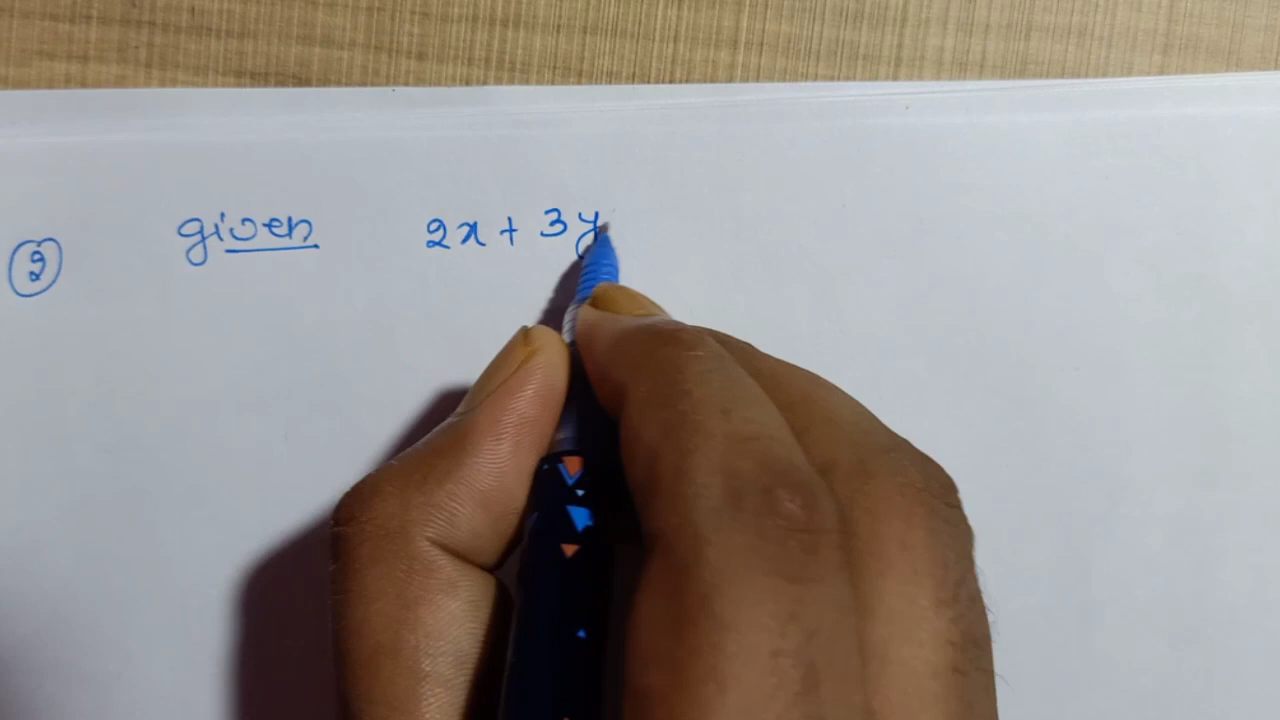 ② given 2x + 3y